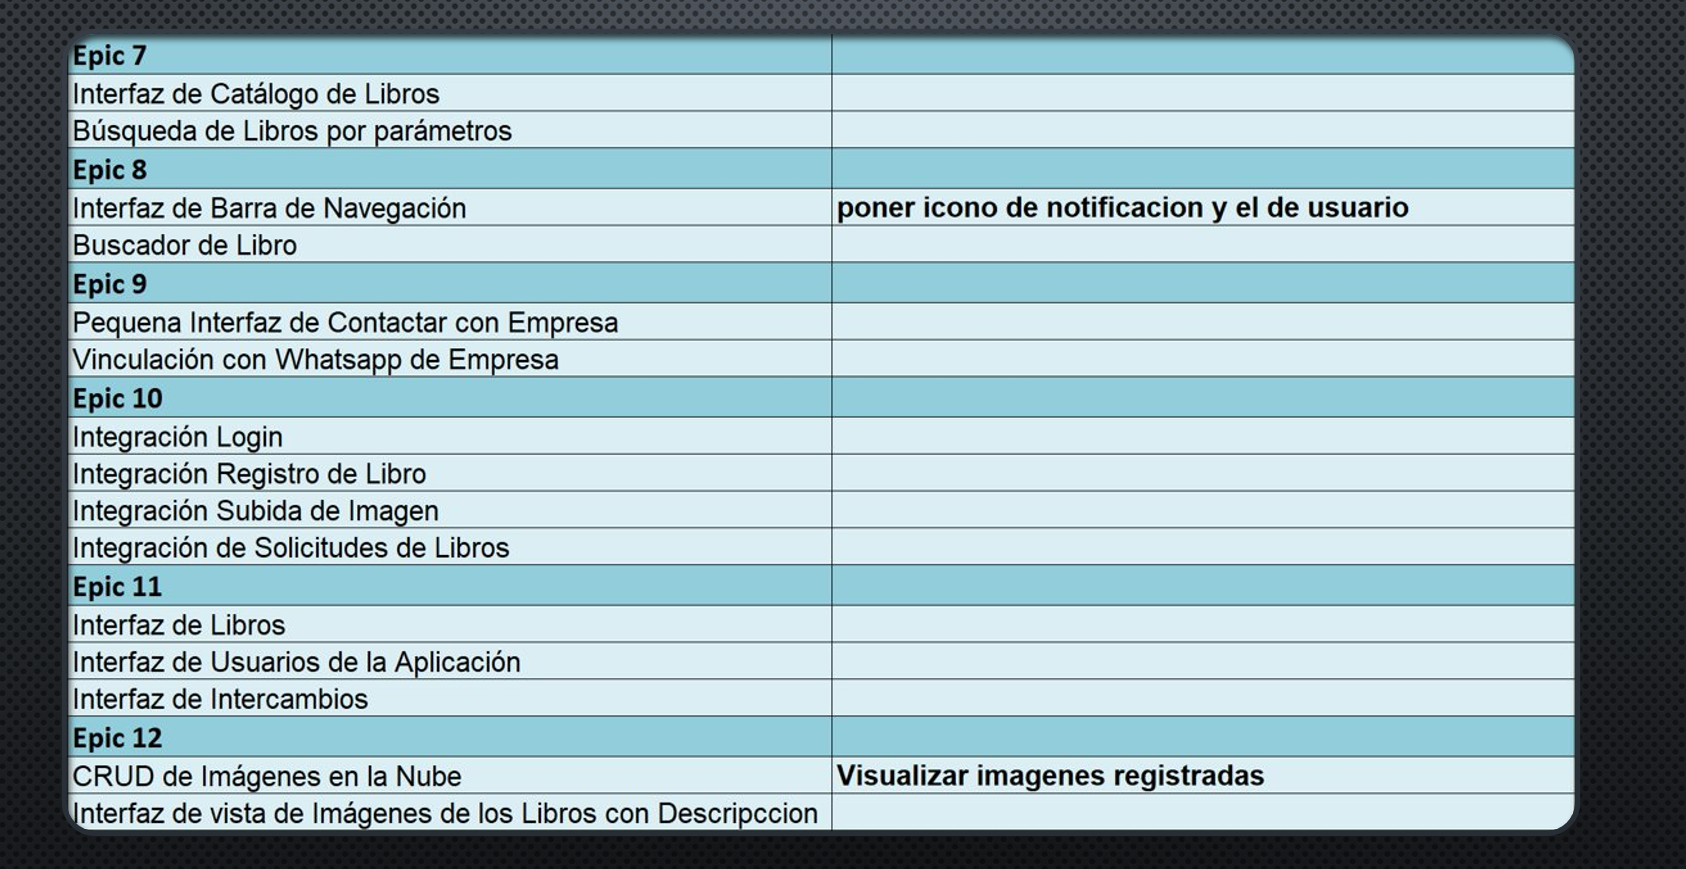 Epic 7
Interfaz de Catálogo de Libros
Búsqueda de Libros por parámetros
Epic 8
Interfaz de Barra de Navegación poner icono de notificacion y el de usuario
Buscador de Libro
Epic 9
Pequena Interfaz de Contactar con Empresa
Vinculación con Whatsapp de Empresa
Epic 10
Integración Login
Integración Registro de Libro
Integración Subida de Imagen
Integración de Solicitudes de Libros
Epic 11
Interfaz de Libros
Interfaz de Usuarios de la Aplicación
Interfaz de Intercambios
Epic 12
CRUD de Imágenes en la Nube Visualizar imagenes registradas
Interfaz de vista de Imágenes de los Libros con Descripccion